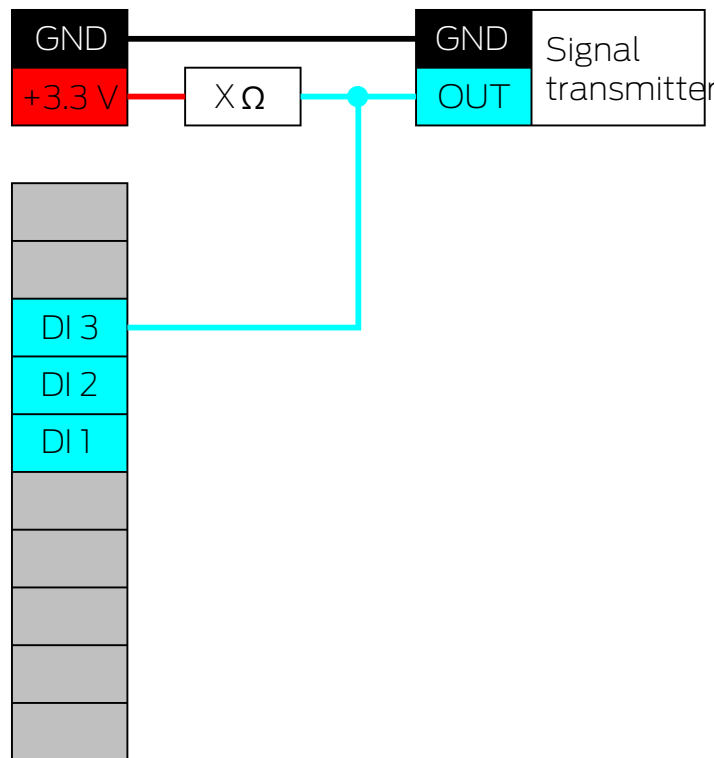 GND
GND
Signal
transmitter
+3.3 V
X Ω
OUT
DI 3
DI 2
DI 1